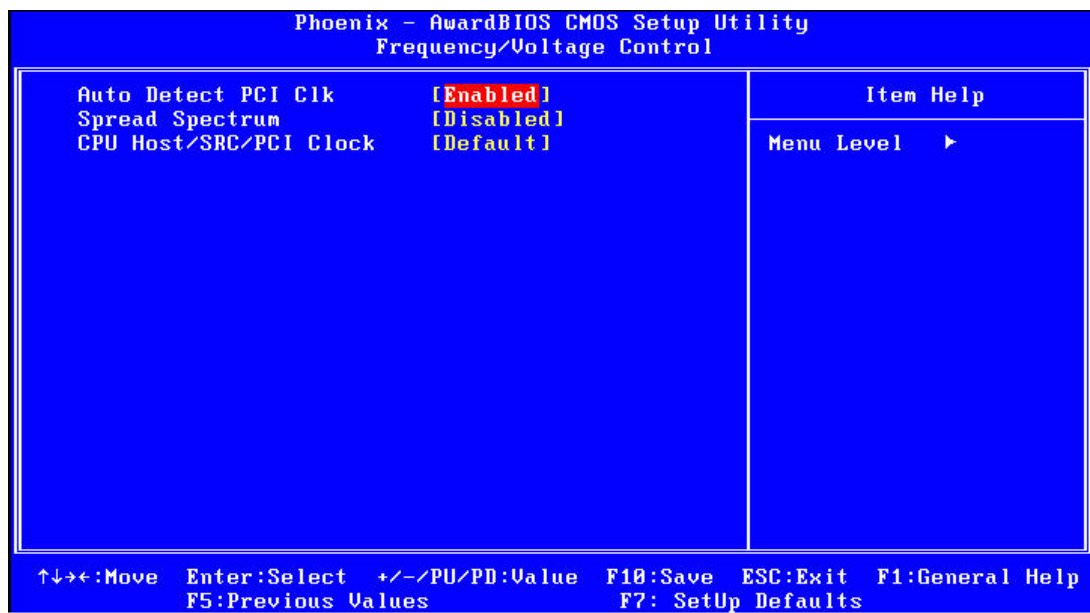 Phoenix - AwardBIOS CMOS Setup Utility
Frequency/Voltage Control
Auto Detect PCI Clk [Enabled]
Spread Spectrum [Disabled]
CPU Host/SRC/PCI Clock [Default]
Item Help
Menu Level ►
↑↓→←:Move Enter:Select +/-/PU/PD:Value F10:Save ESC:Exit F1:General Help
F5:Previous Values F7: SetUp Defaults